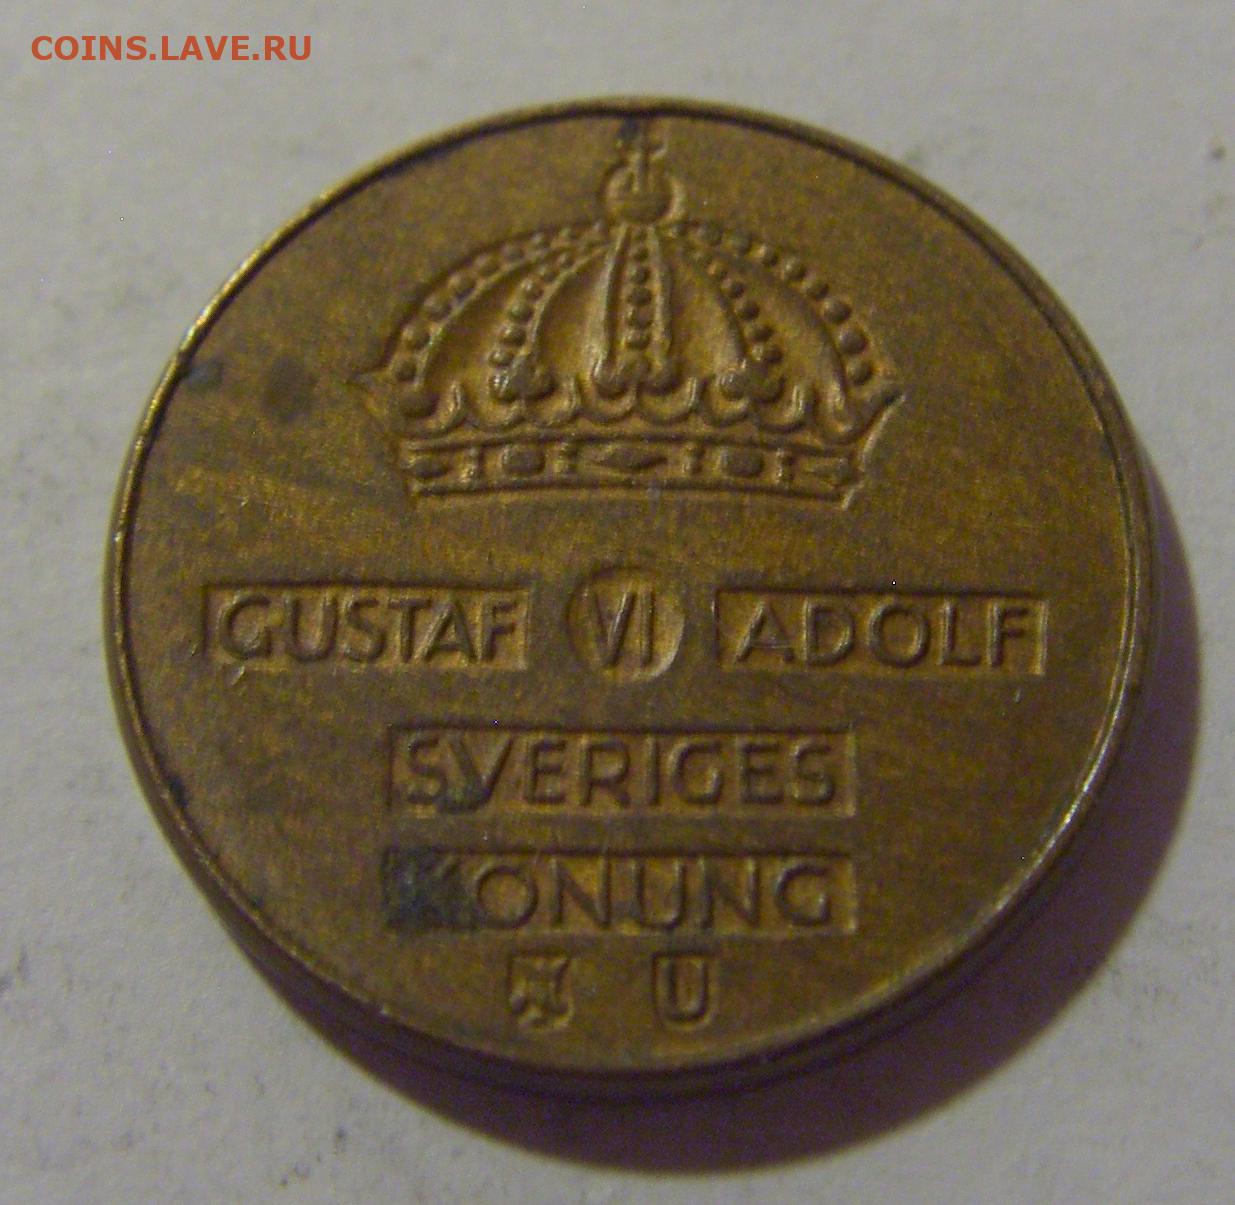 COINS.LAVE.RU
GUSTAF VI ADOLF
SVERIGES
KONUNG
U